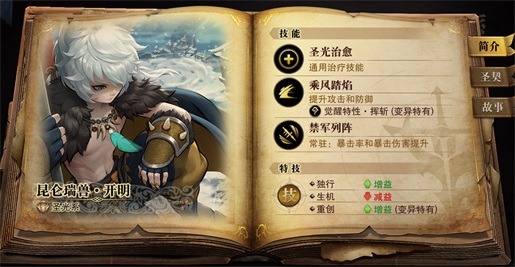 技能
圣光治愈
通用治疗技能
乘风踏焰
提升攻击和防御
觉醒特性·挥斩(变异特有)
禁军列阵
常驻：暴击率和暴击伤害提升
特技
技
独行 增益
生机 减益
重创 增益(变异特有)
昆仑瑞兽·开明
圣光系
简介
圣契
故事